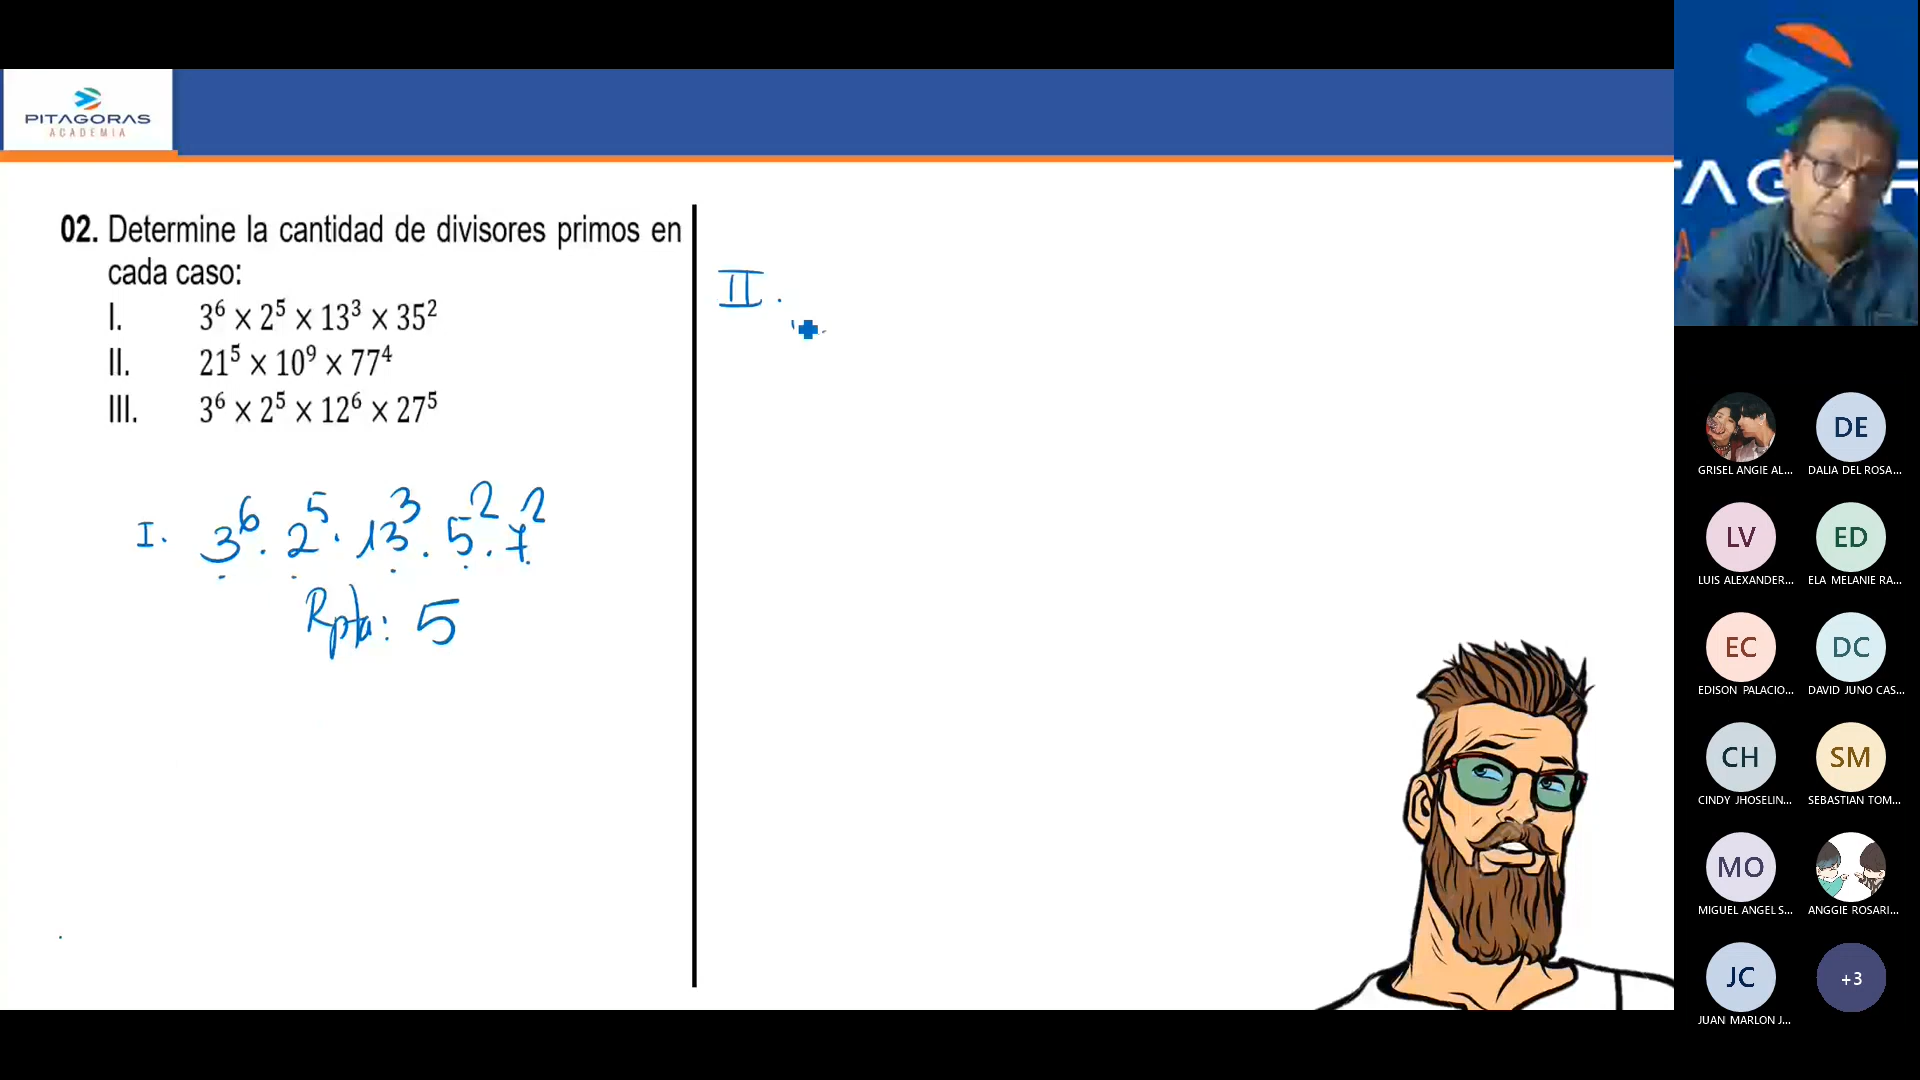 PITAGORAS
ACADEMIA
02. Determine la cantidad de divisores primos en
cada caso:
I. 3⁶ × 2⁵ × 13³ × 35²
II. 21⁵ × 10⁹ × 77⁴
III. 3⁶ × 2⁵ × 12⁶ × 27⁵
I. 3⁶ . 2⁵ . 13³ . 5² . 7²
Rpta: 5
II.
GRISEL ANGIE AL...
DE
DALIA DEL ROSA...
LV
LUIS ALEXANDER...
ED
ELA MELANIE RA...
EC
EDISON PALACIO...
DC
DAVID JUNO CAS...
CH
CINDY JHOSELIN...
SM
SEBASTIAN TOM...
MO
MIGUEL ANGEL S...
ANGGIE ROSARI...
JC
JUAN MARLON J...
+3